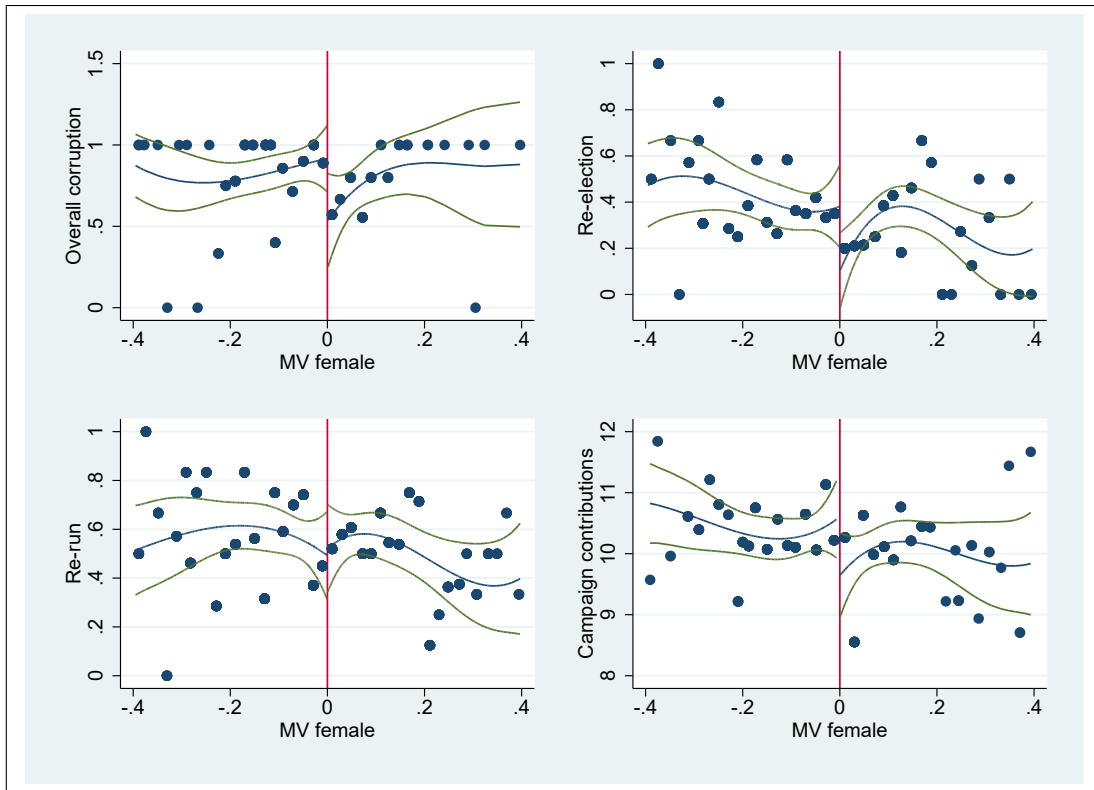 Overall corruption
1.5
1
.5
0
-.4 -.2 0 .2 .4
MV female
Re-election
1
.8
.6
.4
.2
0
-.4 -.2 0 .2 .4
MV female
Re-run
1
.8
.6
.4
.2
0
-.4 -.2 0 .2 .4
MV female
Campaign contributions
12
11
10
9
8
-.4 -.2 0 .2 .4
MV female